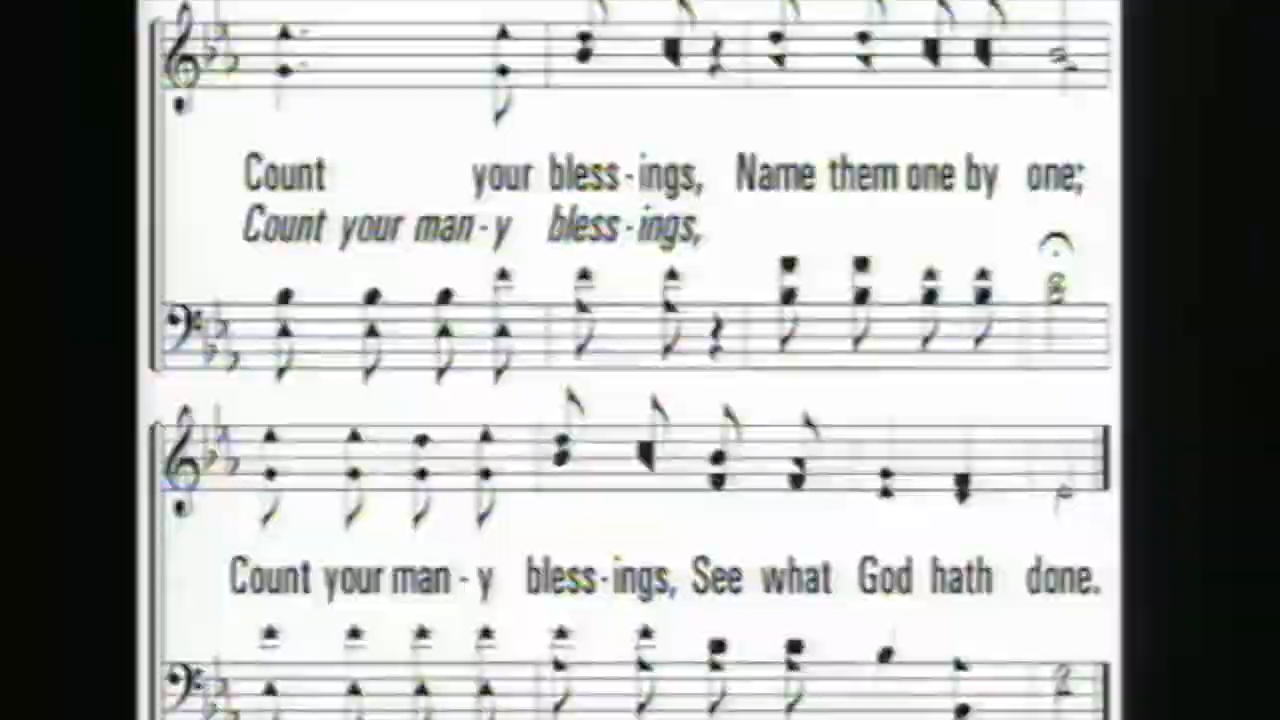 Count your bless-ings, Name them one by one;
Count your man-y bless-ings,
Count your man-y bless-ings, See what God hath done.